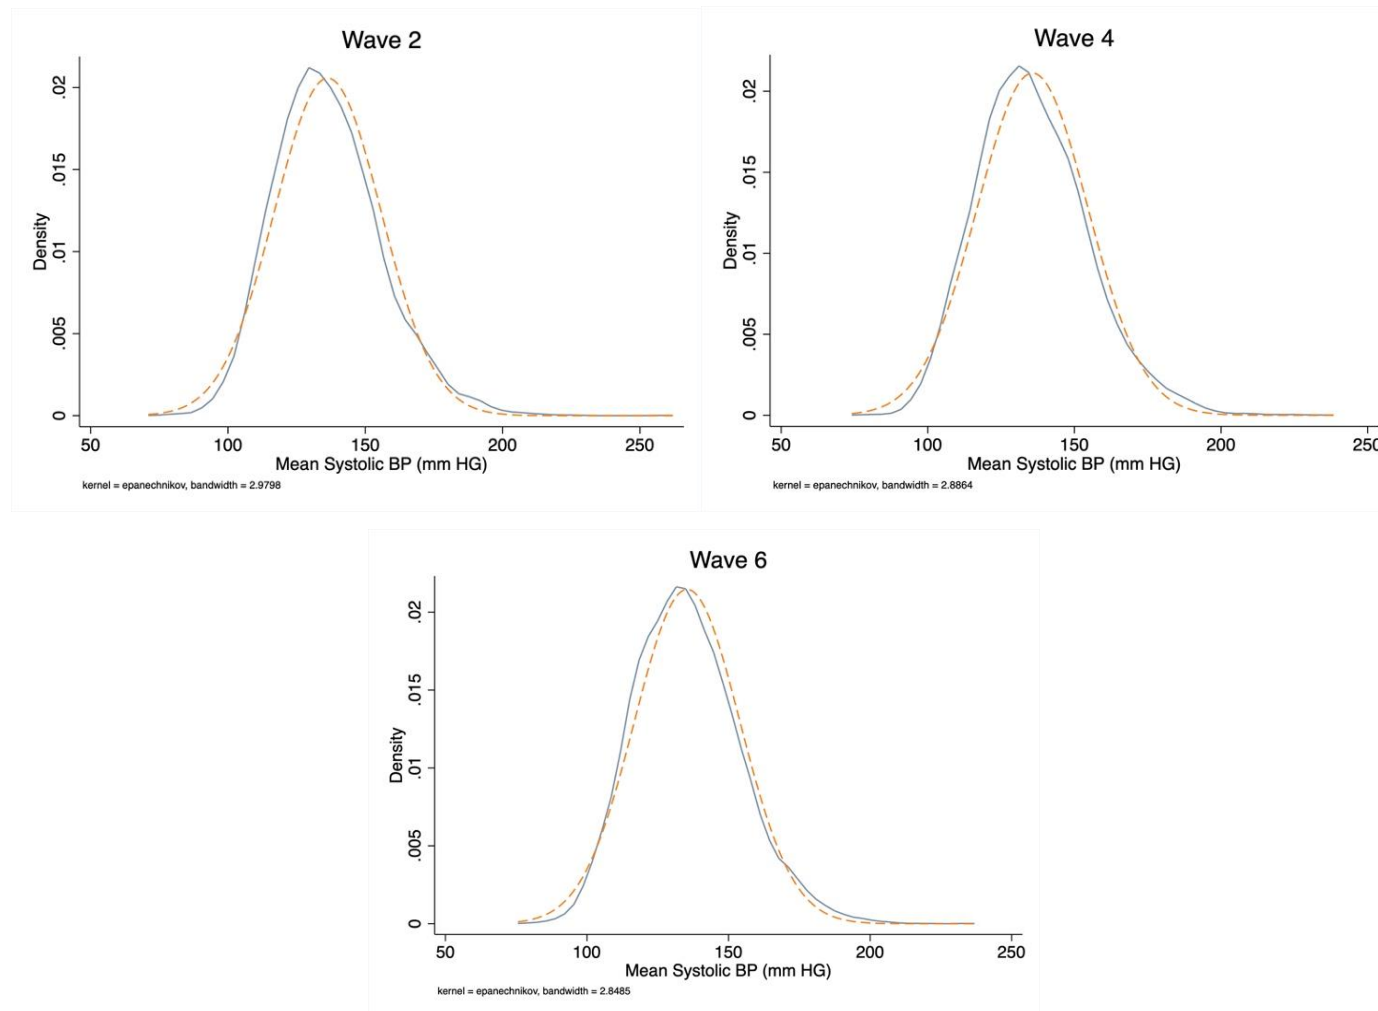 Wave 2
Density
.02
.015
.01
.005
0
50 100 150 200 250
Mean Systolic BP (mm HG)
kernel = epanechnikov, bandwidth = 2.9798
Wave 4
Density
.02
.015
.01
.005
0
50 100 150 200 250
Mean Systolic BP (mm HG)
kernel = epanechnikov, bandwidth = 2.8864
Wave 6
Density
.02
.015
.01
.005
0
50 100 150 200 250
Mean Systolic BP (mm HG)
kernel = epanechnikov, bandwidth = 2.8485